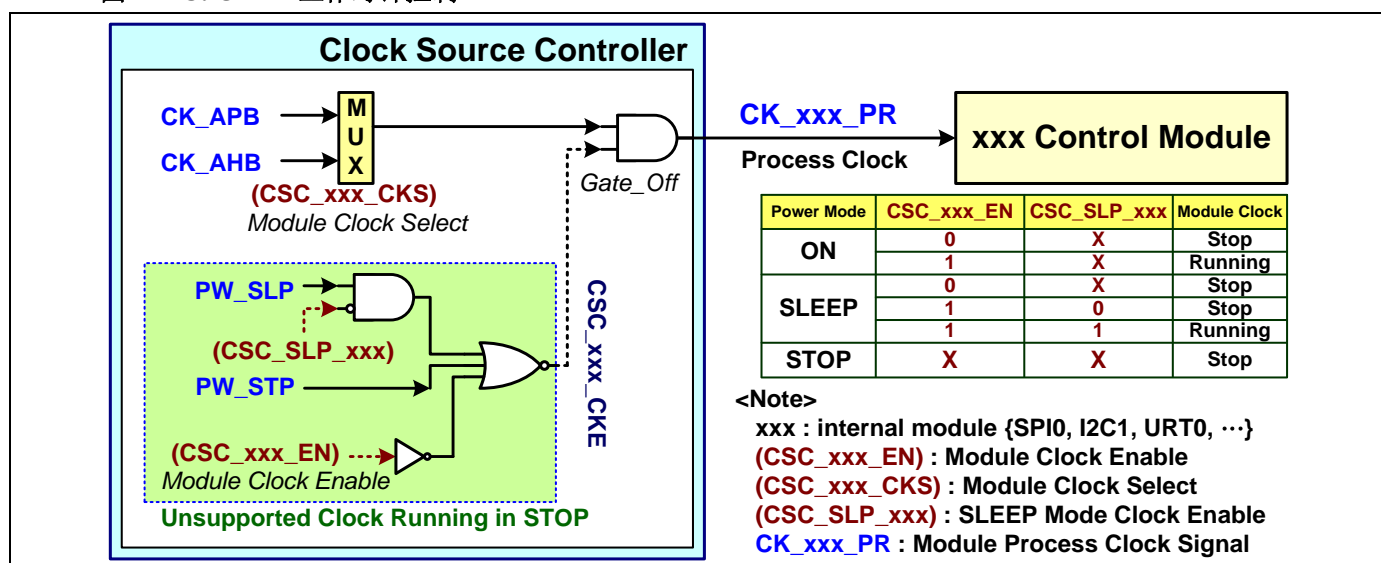 Clock Source Controller
CK_APB
CK_AHB
MUX
(CSC_xxx_CKS)
Module Clock Select
Gate_Off
CK_xxx_PR
Process Clock
xxx Control Module
PW_SLP
(CSC_SLP_xxx)
PW_STP
(CSC_xxx_EN)
Module Clock Enable
Unsupported Clock Running in STOP
CSC_xxx_CKE
Power Mode CSC_xxx_EN CSC_SLP_xxx Module Clock
ON 0 X Stop
1 X Running
SLEEP 0 X Stop
1 0 Stop
1 1 Running
STOP X X Stop
<Note>
xxx : internal module {SPI0, I2C1, URT0, ⋯}
(CSC_xxx_EN) : Module Clock Enable
(CSC_xxx_CKS) : Module Clock Select
(CSC_SLP_xxx) : SLEEP Mode Clock Enable
CK_xxx_PR : Module Process Clock Signal